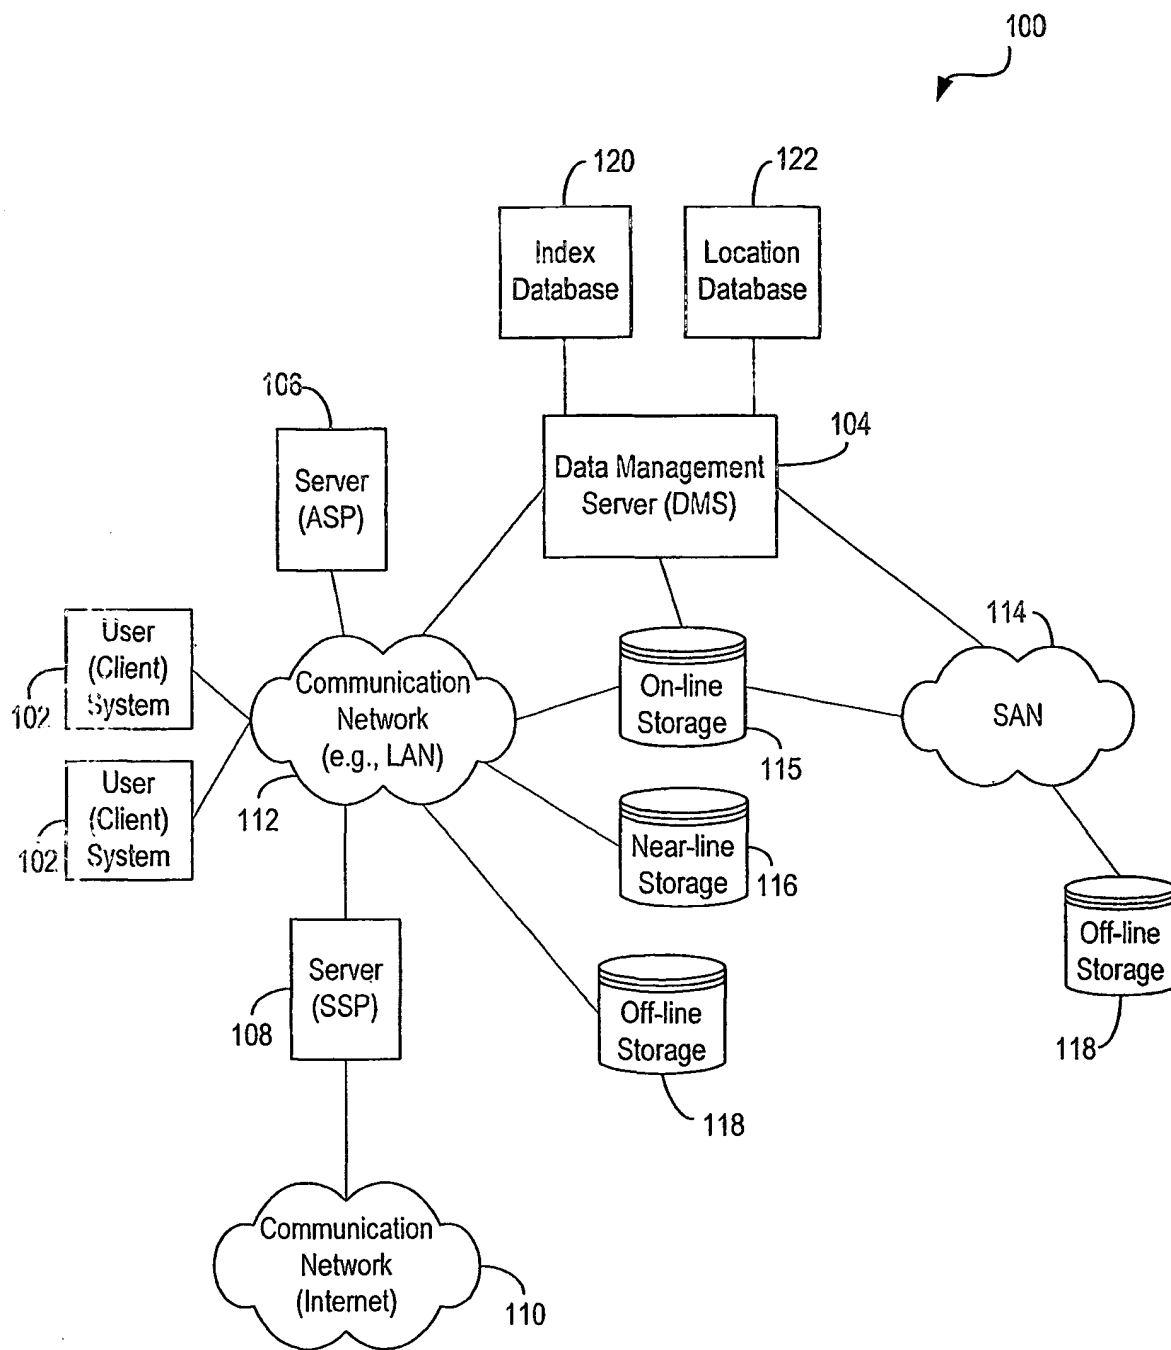 100
120
122
Index
Database
Location
Database
106
104
Server
(ASP)
Data Management
Server (DMS)
114
User
(Client)
System
102
Communication
Network
(e.g., LAN)
112
On-line
Storage
115
SAN
User
(Client)
System
102
Near-line
Storage
116
Server
(SSP)
108
Off-line
Storage
118
Off-line
Storage
118
Communication
Network
(Internet)
110